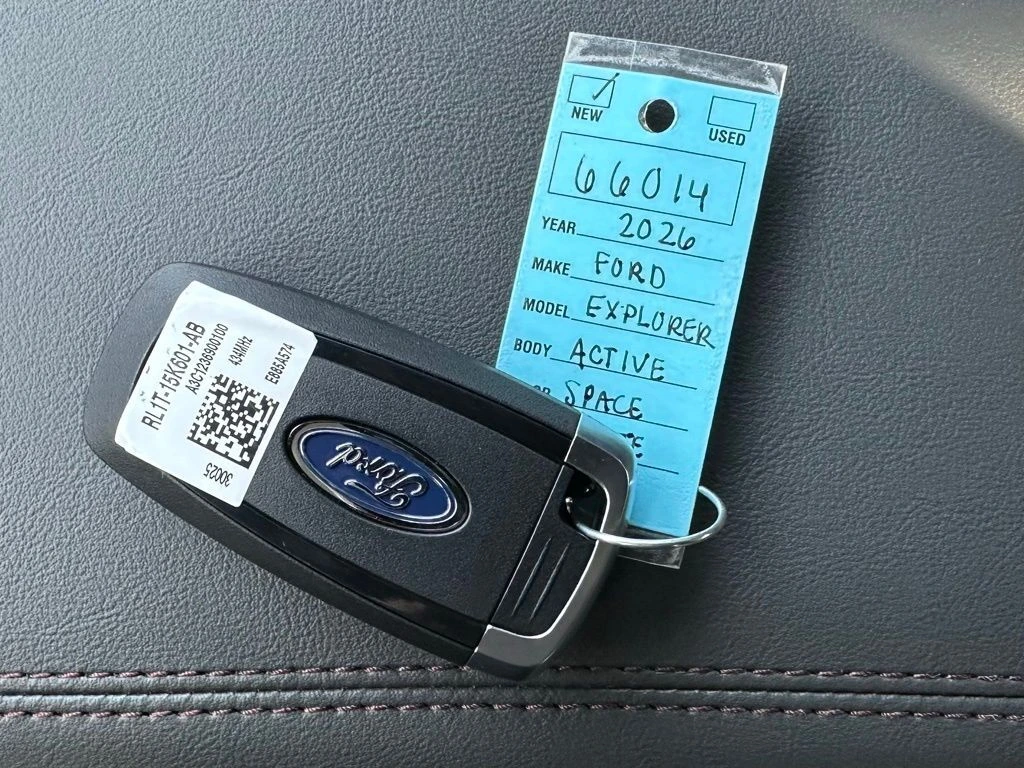 NEW
USED
66014
YEAR 2026
MAKE FORD
MODEL EXPLORER
BODY ACTIVE
SPACE
RL1T-15K601-AB
A3C1236900100
434MHz
EB85A574
30025
Ford